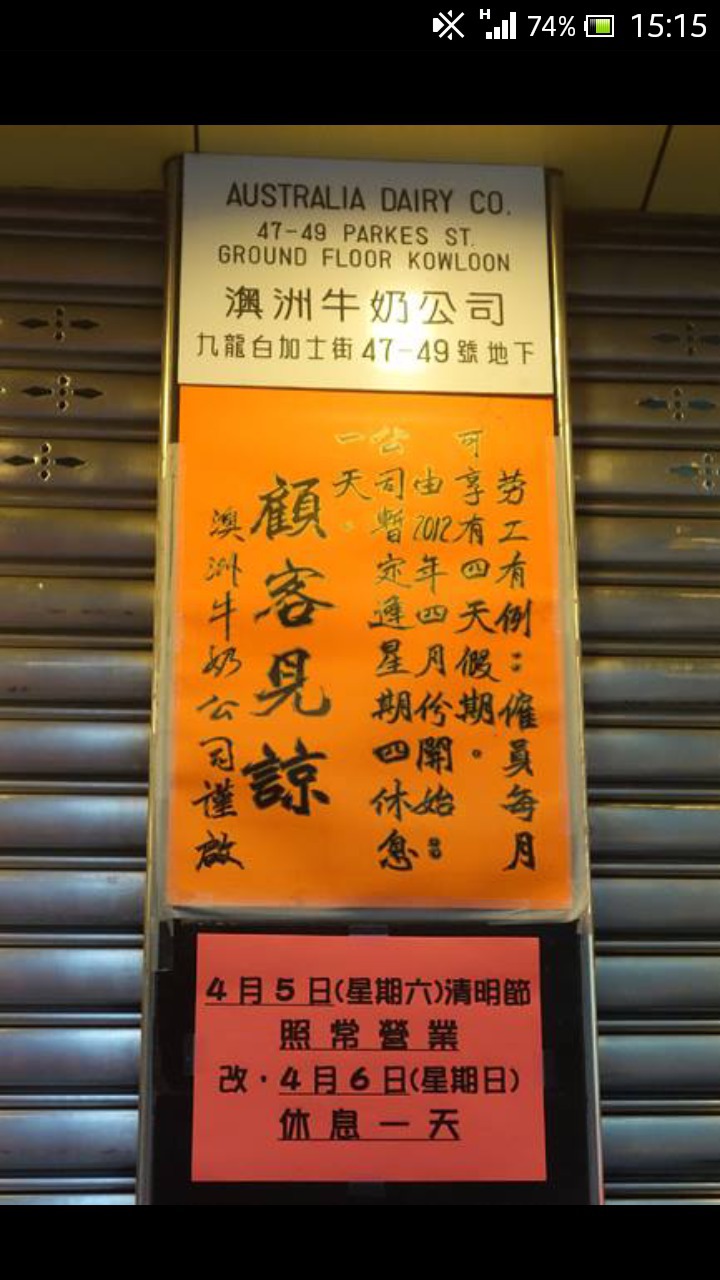 H 74% 15:15
AUSTRALIA DAIRY CO.
47-49 PARKES ST.
GROUND FLOOR KOWLOON
澳洲牛奶公司
九龍白加士街47-49號地下
劳工有例：僱員每月
可享有四天假期。
由2012年四月份開始：
公司暫定逢星期四休息
一天。
顧客見諒
澳洲牛奶公司謹啟
4月5日(星期六)清明節
照常營業
改·4月6日(星期日)
休息一天